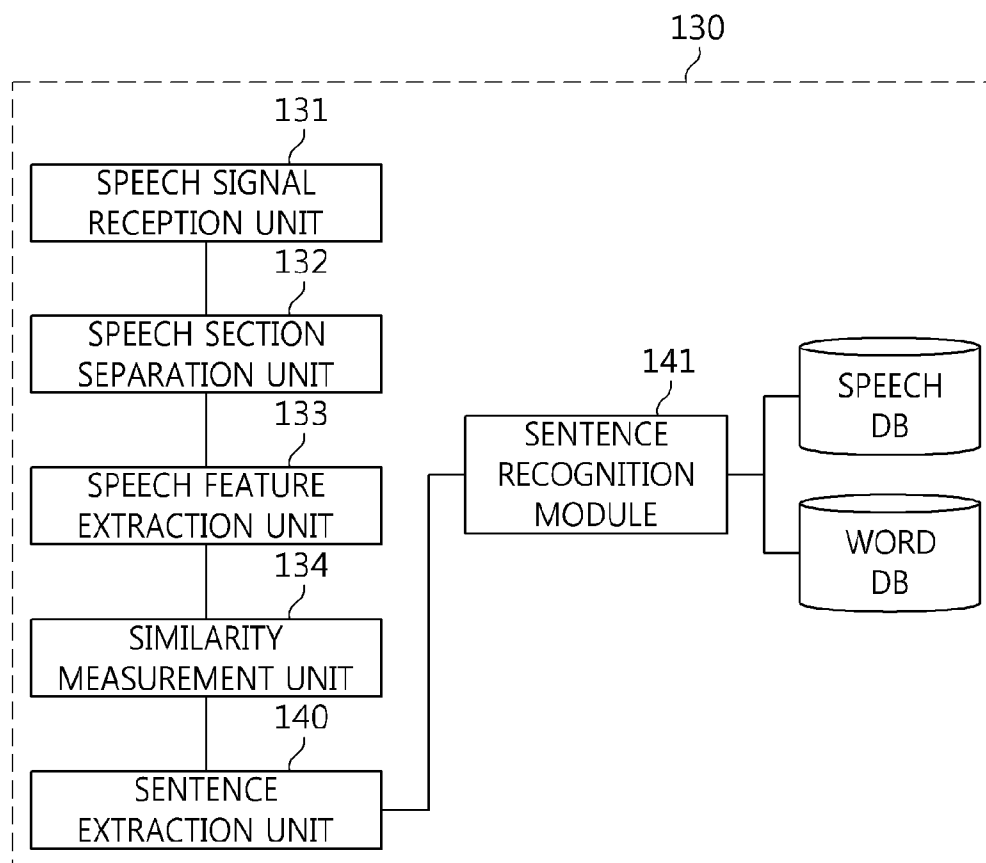 130
131
SPEECH SIGNAL
RECEPTION UNIT
132
SPEECH SECTION
SEPARATION UNIT
133
SPEECH FEATURE
EXTRACTION UNIT
134
SIMILARITY
MEASUREMENT UNIT
140
SENTENCE
EXTRACTION UNIT
141
SENTENCE
RECOGNITION
MODULE
SPEECH
DB
WORD
DB